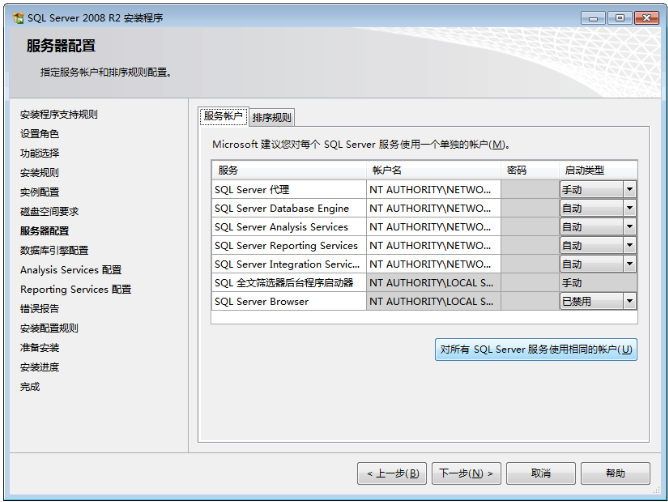 SQL Server 2008 R2 安装程序
服务器配置
指定服务帐户和排序规则配置。
安装程序支持规则
设置角色
功能选择
安装规则
实例配置
磁盘空间要求
服务器配置
数据库引擎配置
Analysis Services 配置
Reporting Services 配置
错误报告
安装配置规则
准备安装
安装进度
完成
服务帐户 排序规则
Microsoft 建议您对每个 SQL Server 服务使用一个单独的帐户(M)。
服务 帐户名 密码 启动类型
SQL Server 代理 NT AUTHORITY\NETWO... 手动
SQL Server Database Engine NT AUTHORITY\NETWO... 自动
SQL Server Analysis Services NT AUTHORITY\NETWO... 自动
SQL Server Reporting Services NT AUTHORITY\NETWO... 自动
SQL Server Integration Servic... NT AUTHORITY\NETWO... 自动
SQL 全文筛选器后台程序启动器 NT AUTHORITY\LOCAL S... 手动
SQL Server Browser NT AUTHORITY\LOCAL S... 已禁用
对所有 SQL Server 服务使用相同的帐户(U)
< 上一步(B) 下一步(N) > 取消 帮助